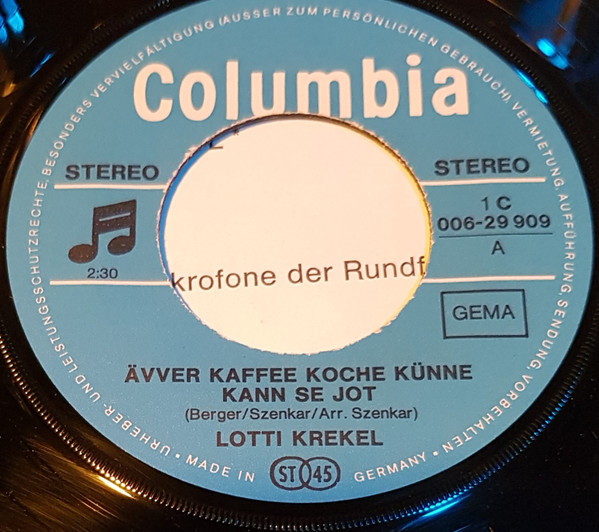 URHEBER- UND LEISTUNGSSCHUTZRECHTE, BESONDERS VERVIELFÄLTIGUNG (AUSSER ZUM PERSÖNLICHEN GEBRAUCH), VERMIETUNG, AUFFÜHRUNG, SENDUNG, VORBEHALTEN
Columbia
STEREO
STEREO
1 C
006-29 909
A
2:30
krofone der Rundf
GEMA
ÄVVER KAFFEE KOCHE KÜNNE
KANN SE JOT
(Berger/Szenkar/Arr. Szenkar)
LOTTI KREKEL
• MADE IN
ST 45
GERMANY •